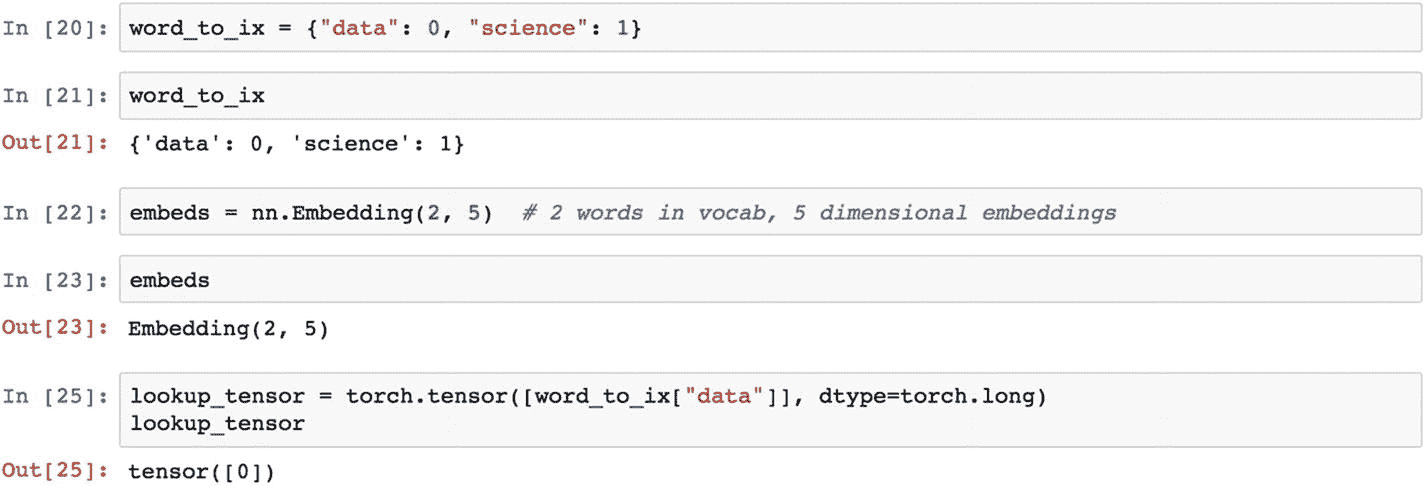 In [20]: word_to_ix = {"data": 0, "science": 1}
In [21]: word_to_ix
Out[21]: {'data': 0, 'science': 1}
In [22]: embeds = nn.Embedding(2, 5)  # 2 words in vocab, 5 dimensional embeddings
In [23]: embeds
Out[23]: Embedding(2, 5)
In [25]: lookup_tensor = torch.tensor([word_to_ix["data"]], dtype=torch.long)
lookup_tensor
Out[25]: tensor([0])